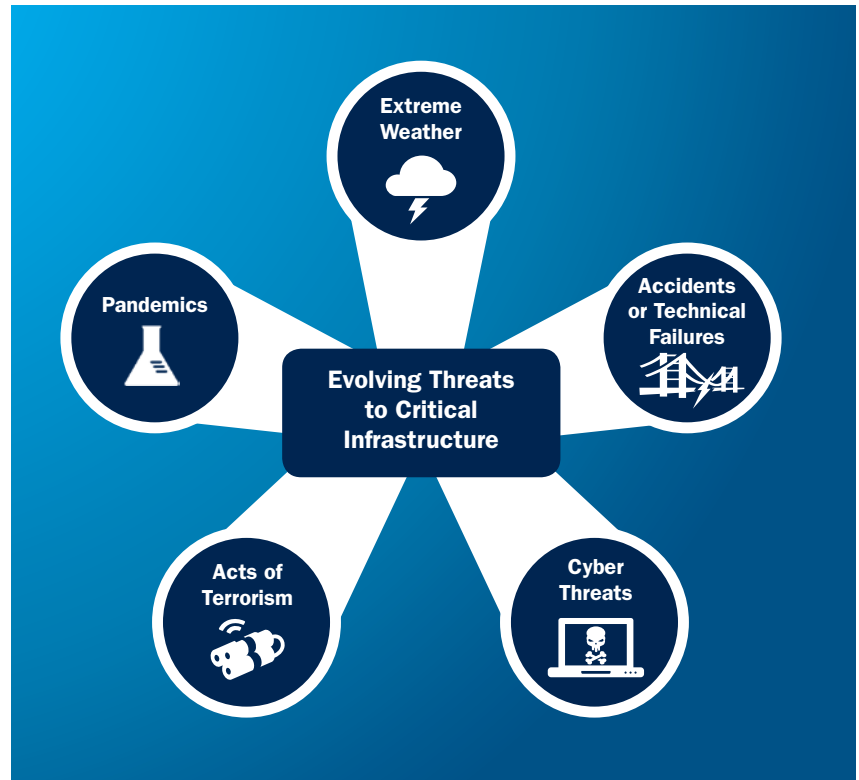 Extreme
Weather
Accidents
or Technical
Failures
Pandemics
Evolving Threats
to Critical
Infrastructure
Acts of
Terrorism
Cyber
Threats